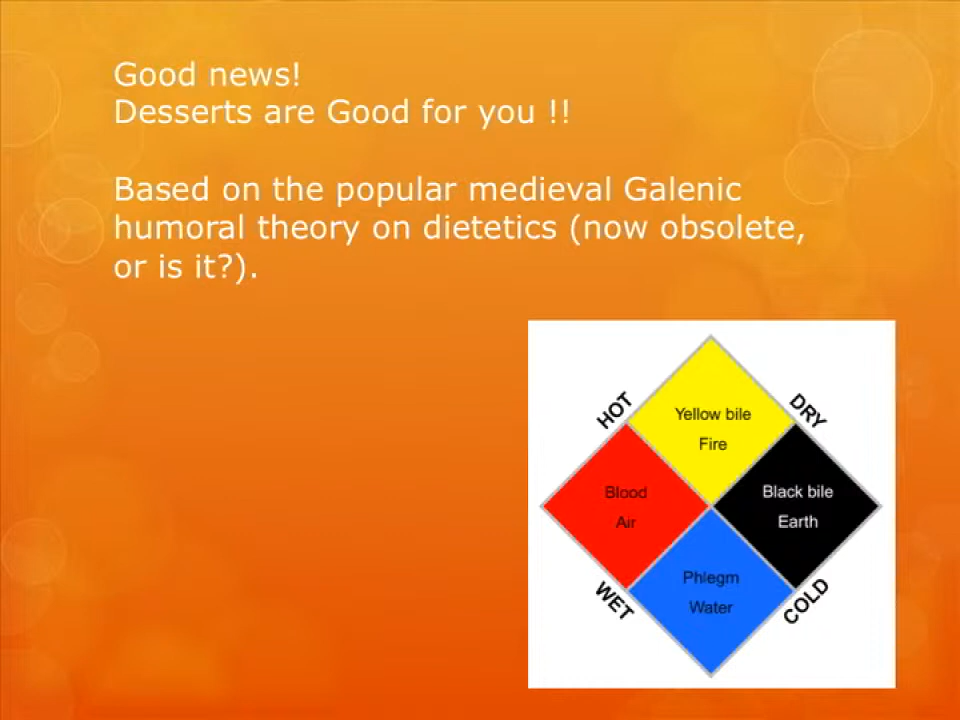 Good news!
Desserts are Good for you !!
Based on the popular medieval Galenic
humoral theory on dietetics (now obsolete,
or is it?).
HOT
DRY
Yellow bile
Fire
Blood
Air
Black bile
Earth
Phlegm
Water
WET
COLD